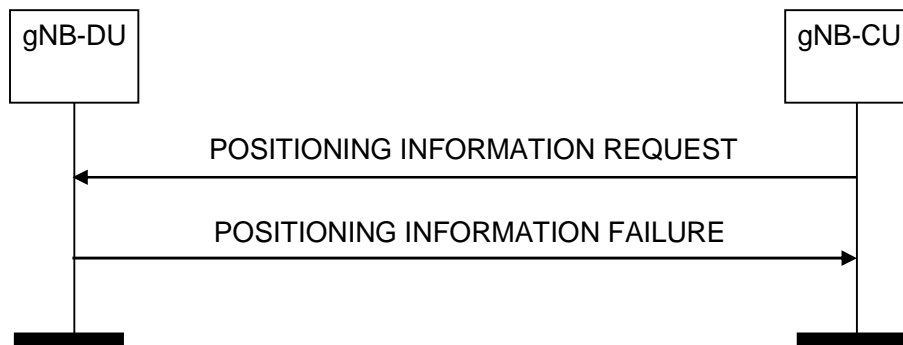 gNB-DU
gNB-CU
POSITIONING INFORMATION REQUEST
POSITIONING INFORMATION FAILURE